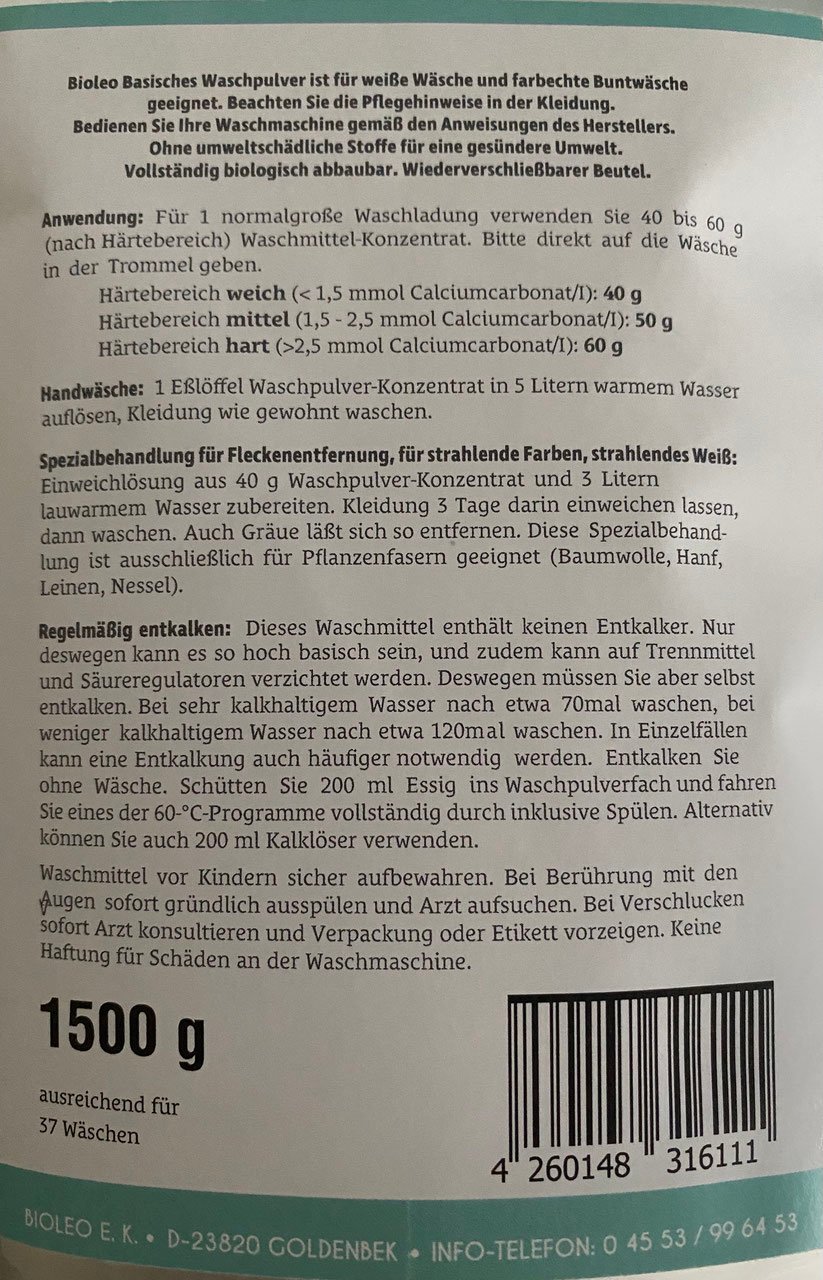 Bioleo Basisches Waschpulver ist für weiße Wäsche und farbechte Buntwäsche
geeignet. Beachten Sie die Pflegehinweise in der Kleidung.
Bedienen Sie Ihre Waschmaschine gemäß den Anweisungen des Herstellers.
Ohne umweltschädliche Stoffe für eine gesündere Umwelt.
Vollständig biologisch abbaubar. Wiederverschließbarer Beutel.
Anwendung: Für 1 normalgroße Waschladung verwenden Sie 40 bis 60 g
(nach Härtebereich) Waschmittel-Konzentrat. Bitte direkt auf die Wäsche
in der Trommel geben.
Härtebereich weich (< 1,5 mmol Calciumcarbonat/I): 40 g
Härtebereich mittel (1,5 - 2,5 mmol Calciumcarbonat/I): 50 g
Härtebereich hart (>2,5 mmol Calciumcarbonat/I): 60 g
Handwäsche: 1 Eßlöffel Waschpulver-Konzentrat in 5 Litern warmem Wasser
auflösen, Kleidung wie gewohnt waschen.
Spezialbehandlung für Fleckenentfernung, für strahlende Farben, strahlendes Weiß:
Einweichlösung aus 40 g Waschpulver-Konzentrat und 3 Litern
lauwarmem Wasser zubereiten. Kleidung 3 Tage darin einweichen lassen,
dann waschen. Auch Gräue läßt sich so entfernen. Diese Spezialbehand-
lung ist ausschließlich für Pflanzenfasern geeignet (Baumwolle, Hanf,
Leinen, Nessel).
Regelmäßig entkalken: Dieses Waschmittel enthält keinen Entkalker. Nur
deswegen kann es so hoch basisch sein, und zudem kann auf Trennmittel
und Säureregulatoren verzichtet werden. Deswegen müssen Sie aber selbst
entkalken. Bei sehr kalkhaltigem Wasser nach etwa 70mal waschen, bei
weniger kalkhaltigem Wasser nach etwa 120mal waschen. In Einzelfällen
kann eine Entkalkung auch häufiger notwendig werden. Entkalken Sie
ohne Wäsche. Schütten Sie 200 ml Essig ins Waschpulverfach und fahren
Sie eines der 60-°C-Programme vollständig durch inklusive Spülen. Alternativ
können Sie auch 200 ml Kalklöser verwenden.
Waschmittel vor Kindern sicher aufbewahren. Bei Berührung mit den
Augen sofort gründlich ausspülen und Arzt aufsuchen. Bei Verschlucken
sofort Arzt konsultieren und Verpackung oder Etikett vorzeigen. Keine
Haftung für Schäden an der Waschmaschine.
1500 g
ausreichend für
37 Wäschen
4 260148 316111
BIOLEO E. K. • D-23820 GOLDENBEK • INFO-TELEFON: 0 45 53 / 99 64 53